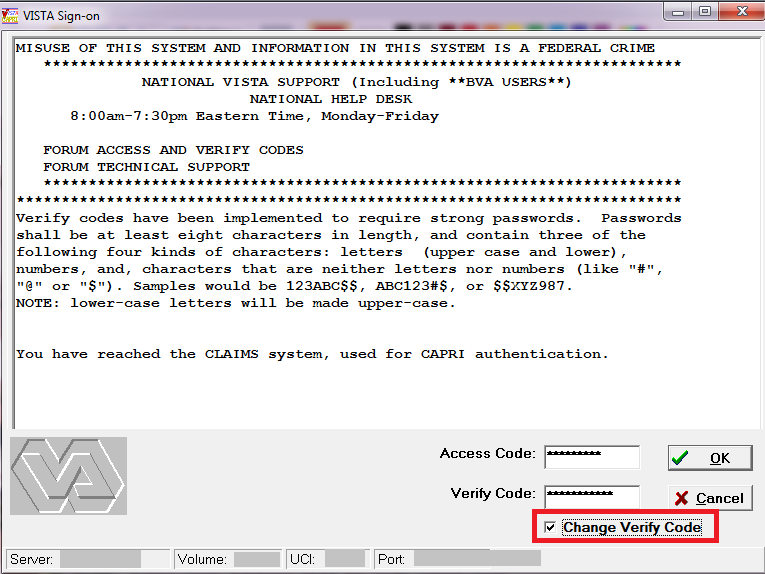 VISTA Sign-on
MISUSE OF THIS SYSTEM AND INFORMATION IN THIS SYSTEM IS A FEDERAL CRIME
***********************************************************************
NATIONAL VISTA SUPPORT (Including **BVA USERS**)
NATIONAL HELP DESK
8:00am-7:30pm Eastern Time, Monday-Friday
FORUM ACCESS AND VERIFY CODES
FORUM TECHNICAL SUPPORT
***********************************************************************
**************************************************************************
Verify codes have been implemented to require strong passwords.  Passwords
shall be at least eight characters in length, and contain three of the
following four kinds of characters: letters  (upper case and lower),
numbers, and, characters that are neither letters nor numbers (like "#",
"@" or "$"). Samples would be 123ABC$$, ABC123#$, or $$XYZ987.
NOTE: lower-case letters will be made upper-case.
You have reached the CLAIMS system, used for CAPRI authentication.
Access Code: ********* OK
Verify Code: *********** Cancel
Change Verify Code
Server: Volume: UCI: Port: